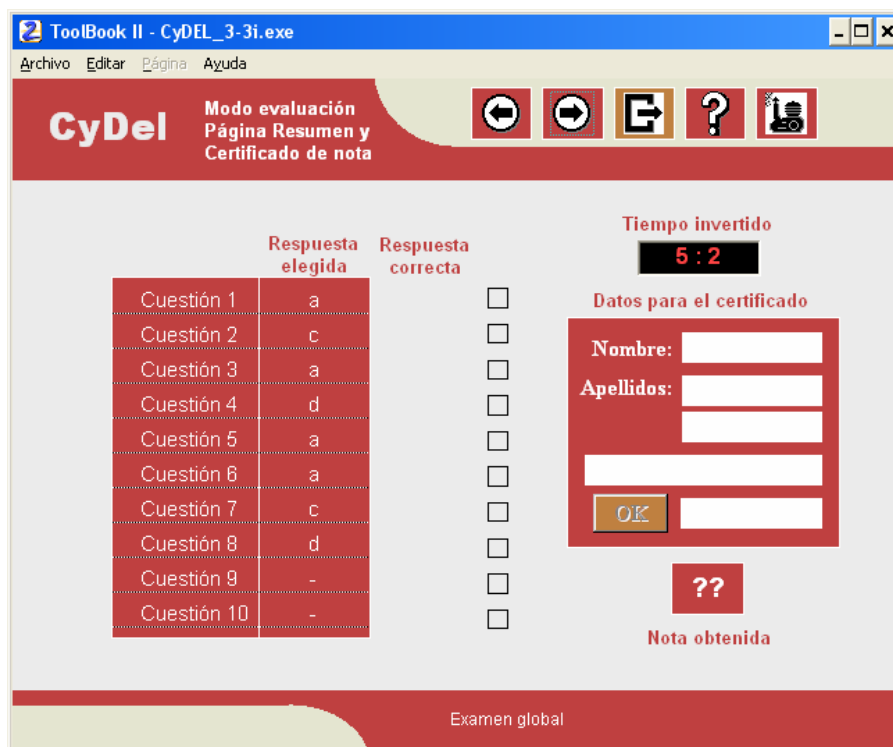 ToolBook II - CyDEL_3-3i.exe
Archivo Editar Página Ayuda
CyDel
Modo evaluación
Página Resumen y
Certificado de nota
Respuesta
elegida
Respuesta
correcta
Cuestión 1 a
Cuestión 2 c
Cuestión 3 a
Cuestión 4 d
Cuestión 5 a
Cuestión 6 a
Cuestión 7 c
Cuestión 8 d
Cuestión 9 -
Cuestión 10 -
Tiempo invertido
5 : 2
Datos para el certificado
Nombre:
Apellidos:
OK
??
Nota obtenida
Examen global